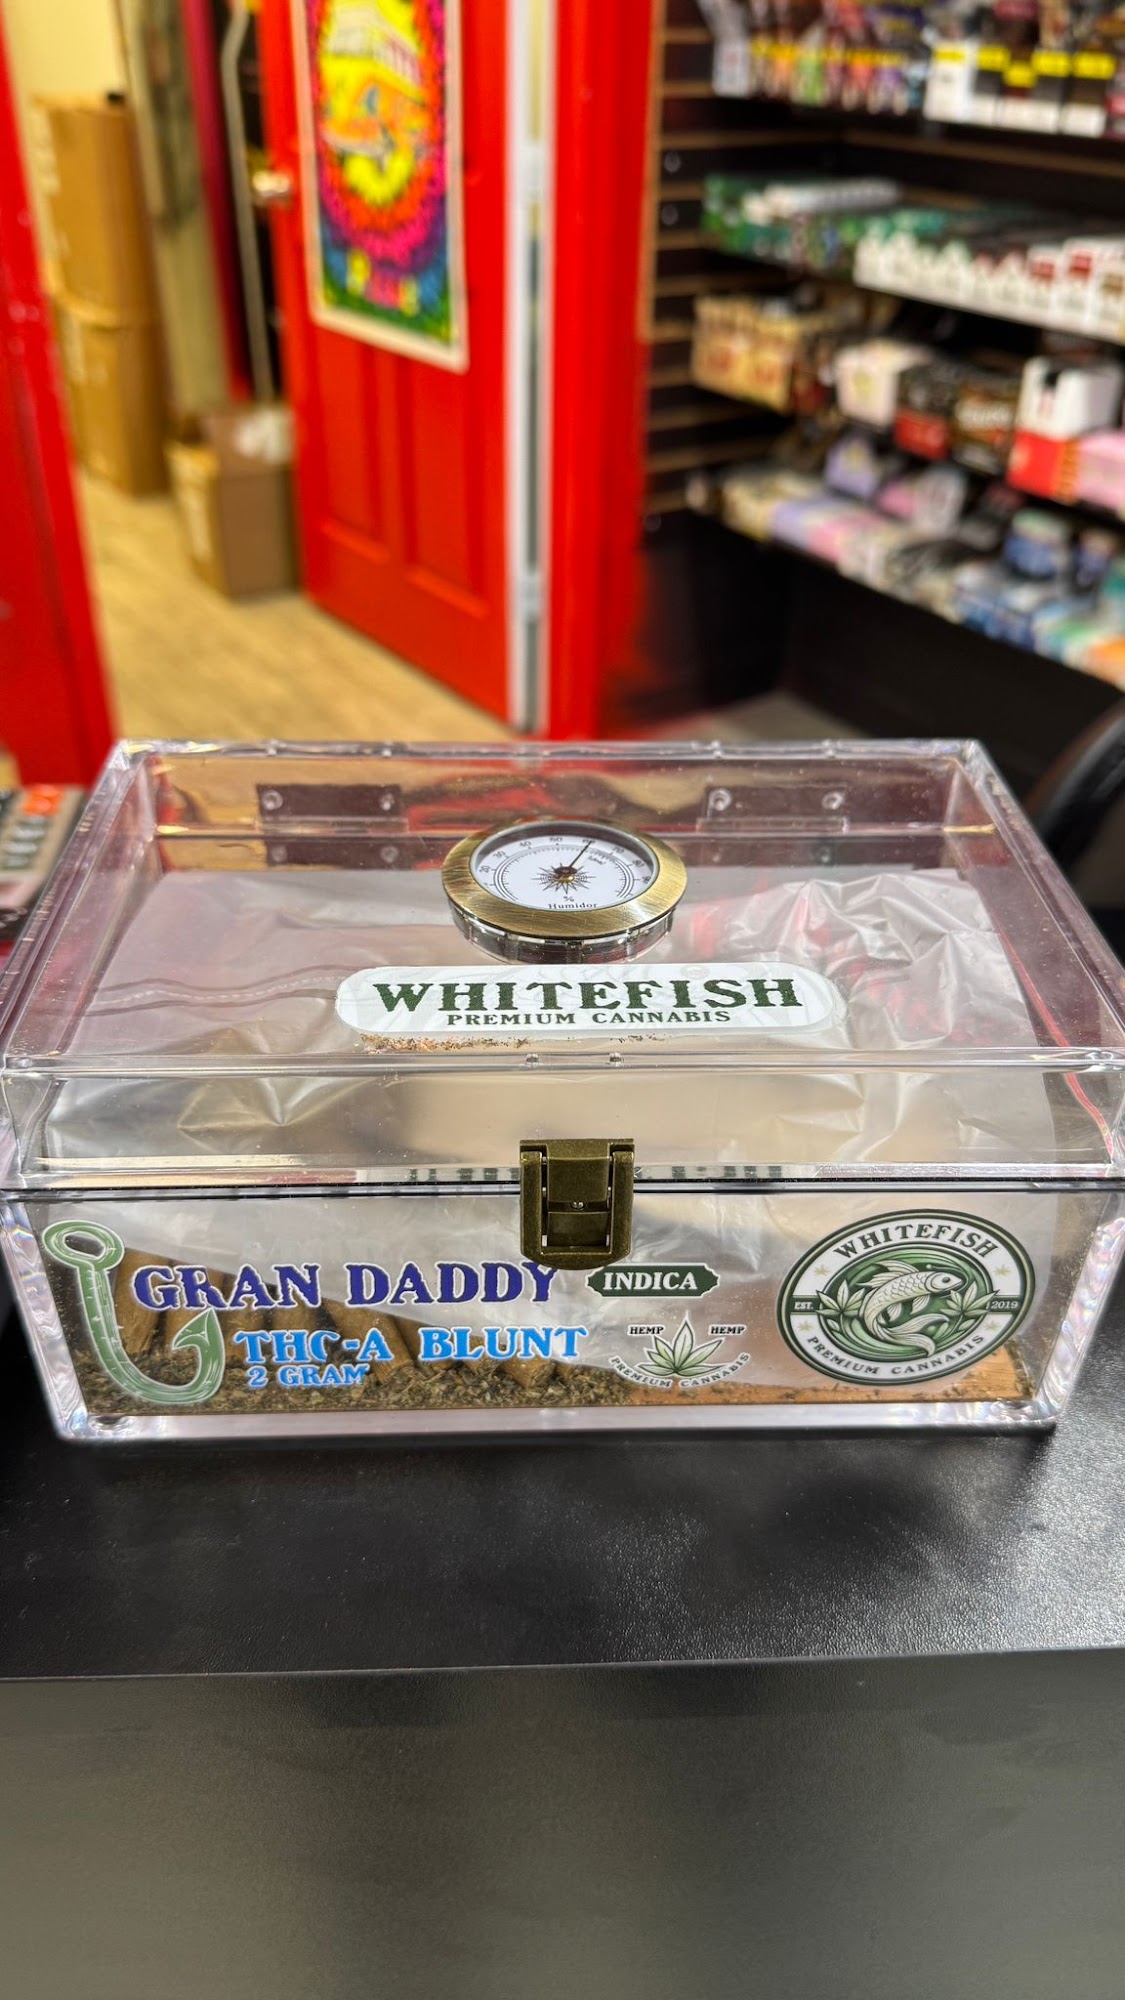 60
%
Humidor
WHITEFISH
PREMIUM CANNABIS
GRAN DADDY
INDICA
THC-A BLUNT
2 GRAM
HEMP HEMP
PREMIUM CANNABIS
WHITEFISH
EST. 2019
PREMIUM CANNABIS